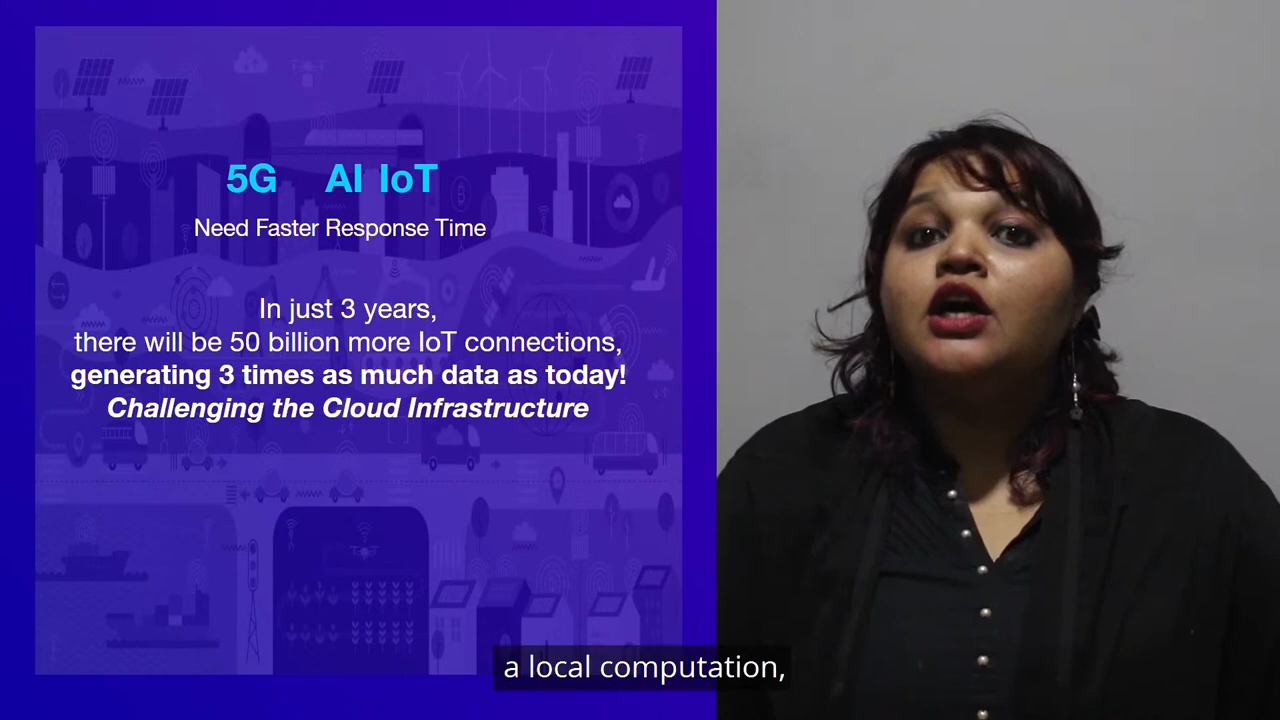 5G AI IoT
Need Faster Response Time
In just 3 years,
there will be 50 billion more IoT connections,
generating 3 times as much data as today!
Challenging the Cloud Infrastructure
a local computation,